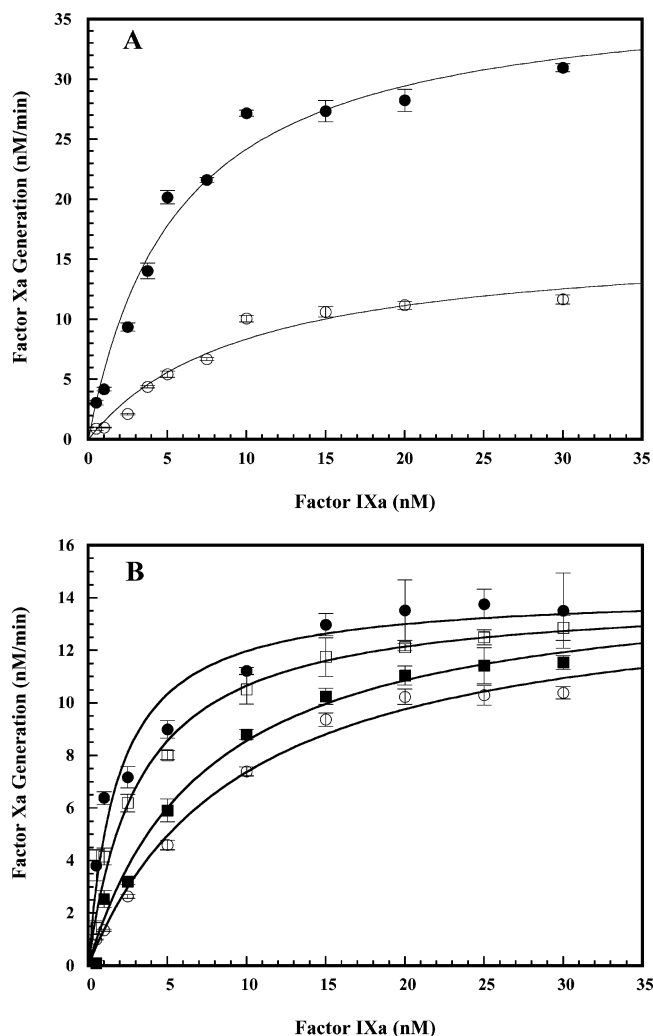 A
Factor Xa Generation (nM/min)
35
30
25
20
15
10
5
0
0 5 10 15 20 25 30 35
Factor IXa (nM)
B
Factor Xa Generation (nM/min)
16
14
12
10
8
6
4
2
0
0 5 10 15 20 25 30 35
Factor IXa (nM)